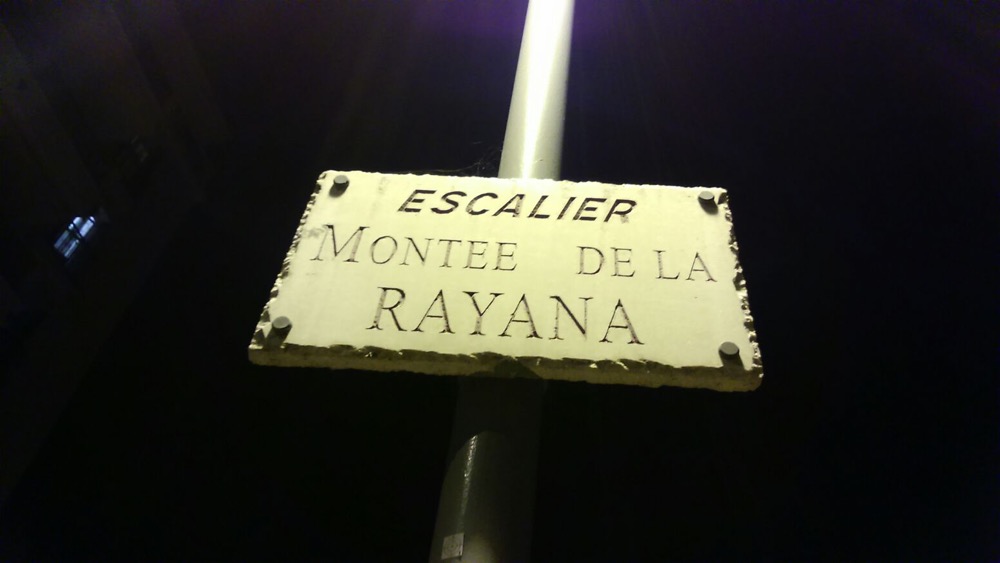 ESCALIER
MONTEE DE LA
RAYANA